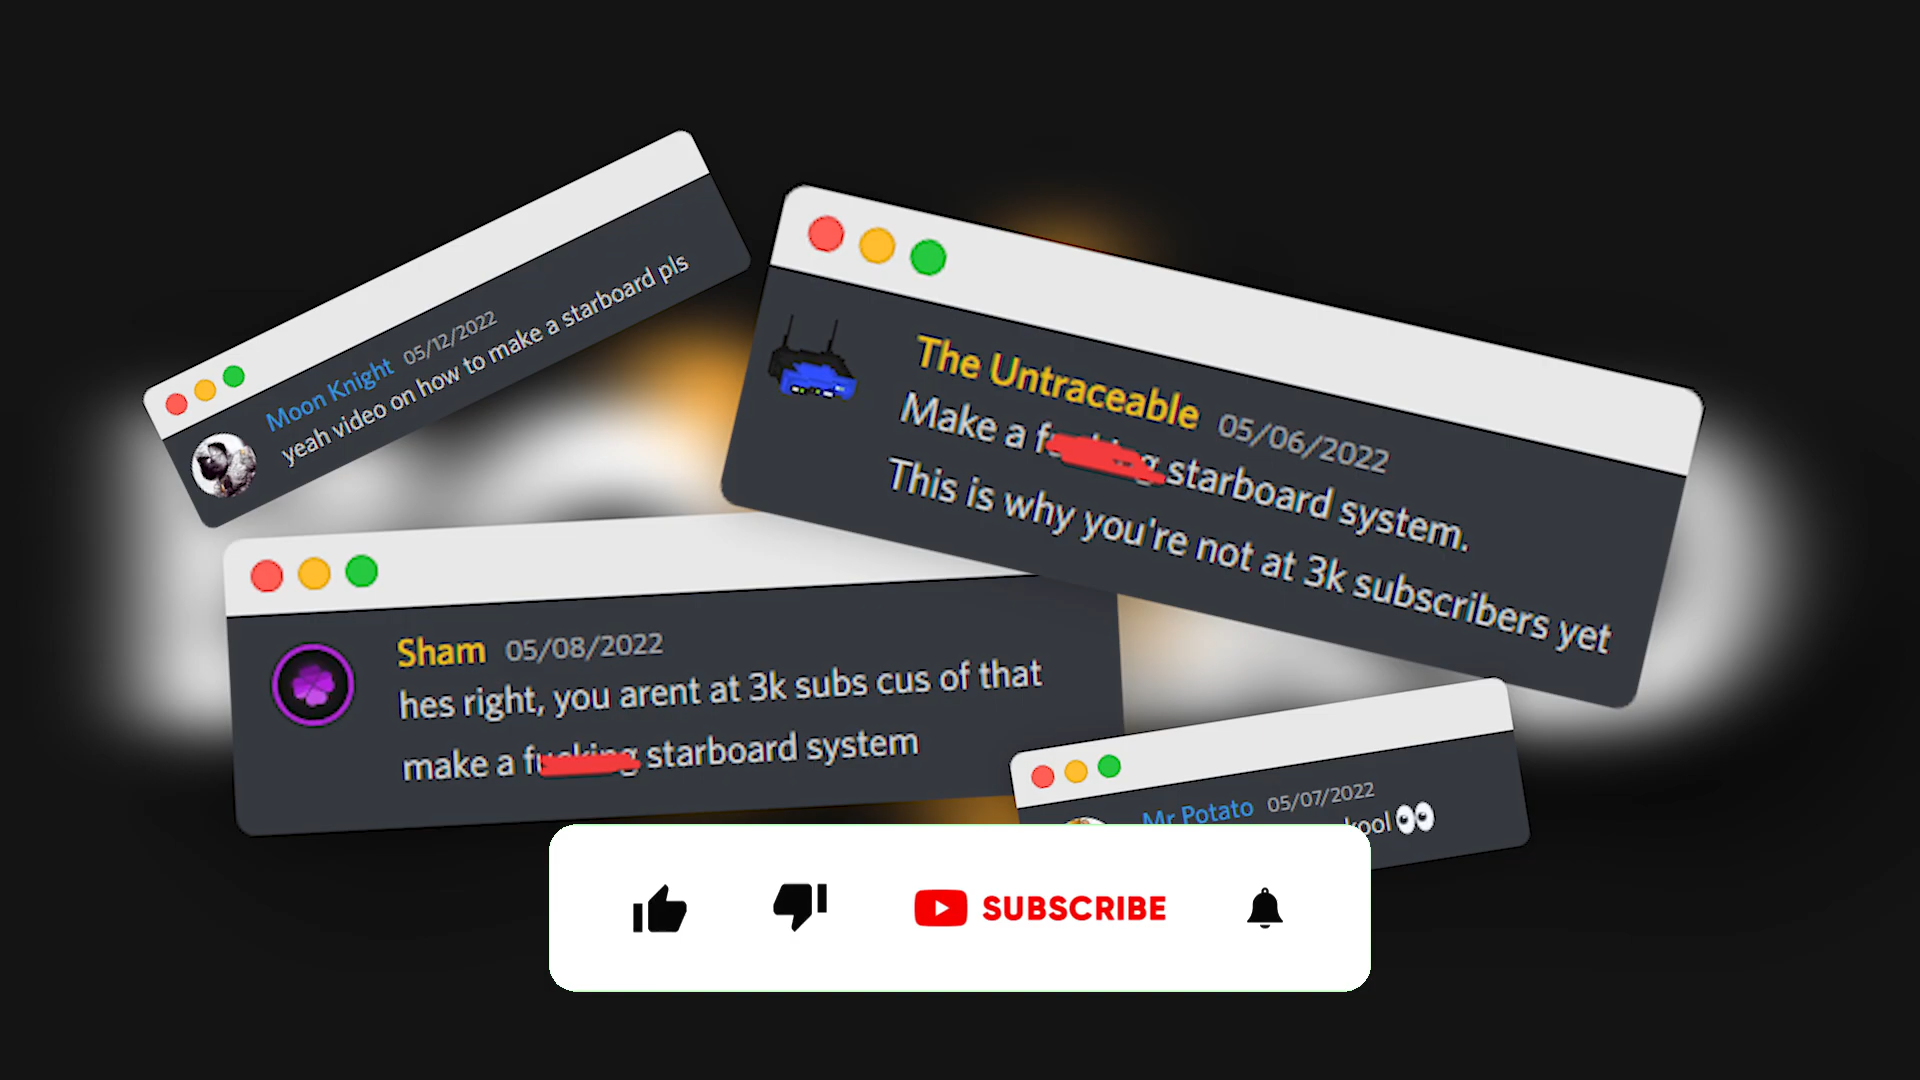 Moon Knight 05/12/2022
yeah video on how to make a starboard pls
The Untraceable 05/06/2022
Make a f g starboard system.
This is why you're not at 3k subscribers yet
Sham 05/08/2022
hes right, you arent at 3k subs cus of that
make a fucking starboard system
Mr Potato 05/07/2022
kool 👀
SUBSCRIBE